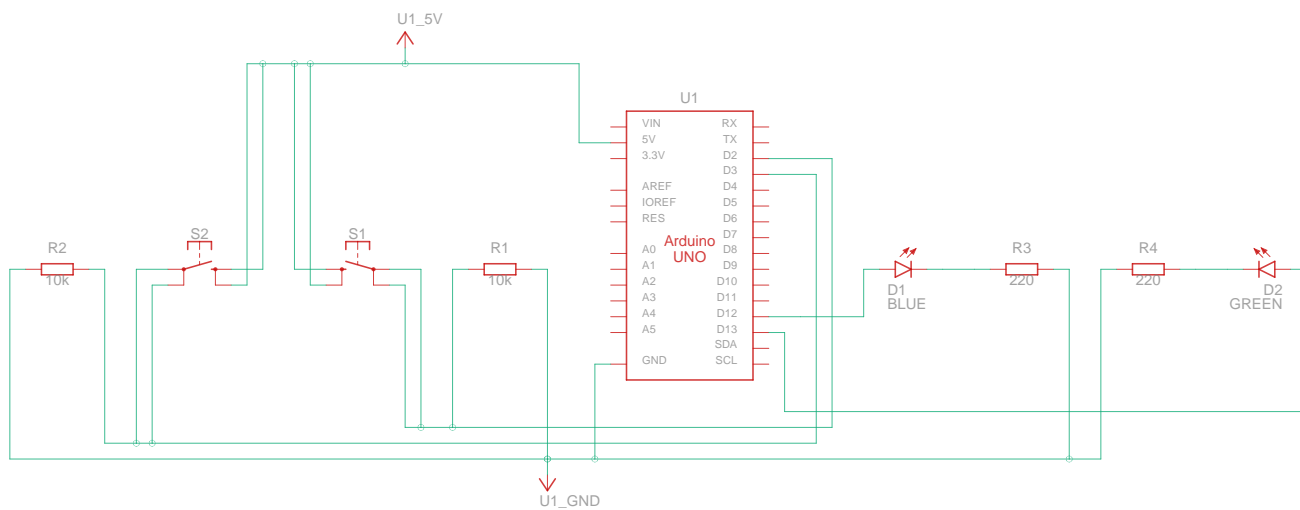 U1_5V
U1
VIN
RX
5V
TX
3.3V
D2
D3
AREF
D4
IOREF
D5
RES
D6
D7
A0
D8
A1
D9
A2
D10
A3
D11
A4
D12
A5
D13
SDA
GND
SCL
Arduino
UNO
R2
10k
S2
S1
R1
10k
D1
BLUE
R3
220
R4
220
D2
GREEN
U1_GND